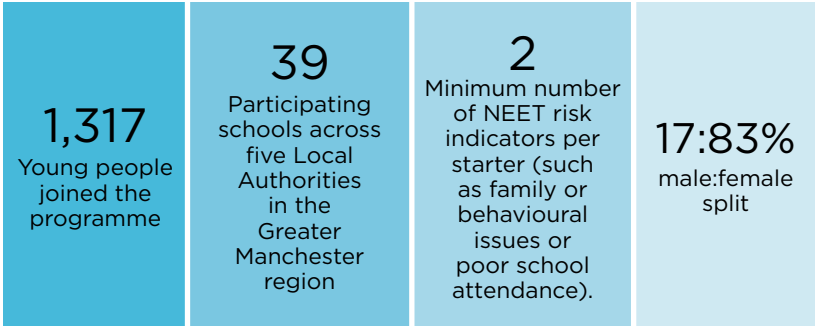 1,317
Young people
joined the
programme
39
Participating
schools across
five Local
Authorities
in the
Greater
Manchester
region
2
Minimum number
of NEET risk
indicators per
starter (such
as family or
behavioural
issues or
poor school
attendance).
17:83%
male:female
split